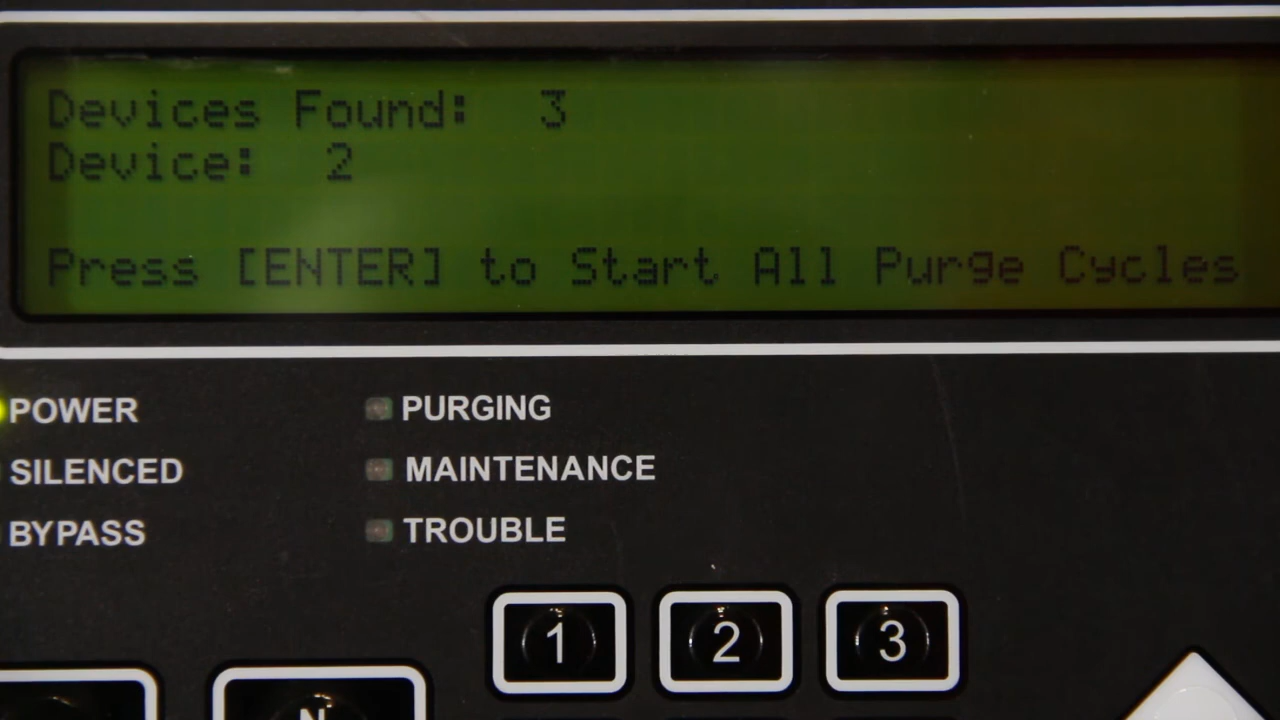 Devices Found: 3
Device: 2
Press [ENTER] to Start All Purge Cycles
POWER
PURGING
SILENCED
MAINTENANCE
BYPASS
TROUBLE
1
2
3